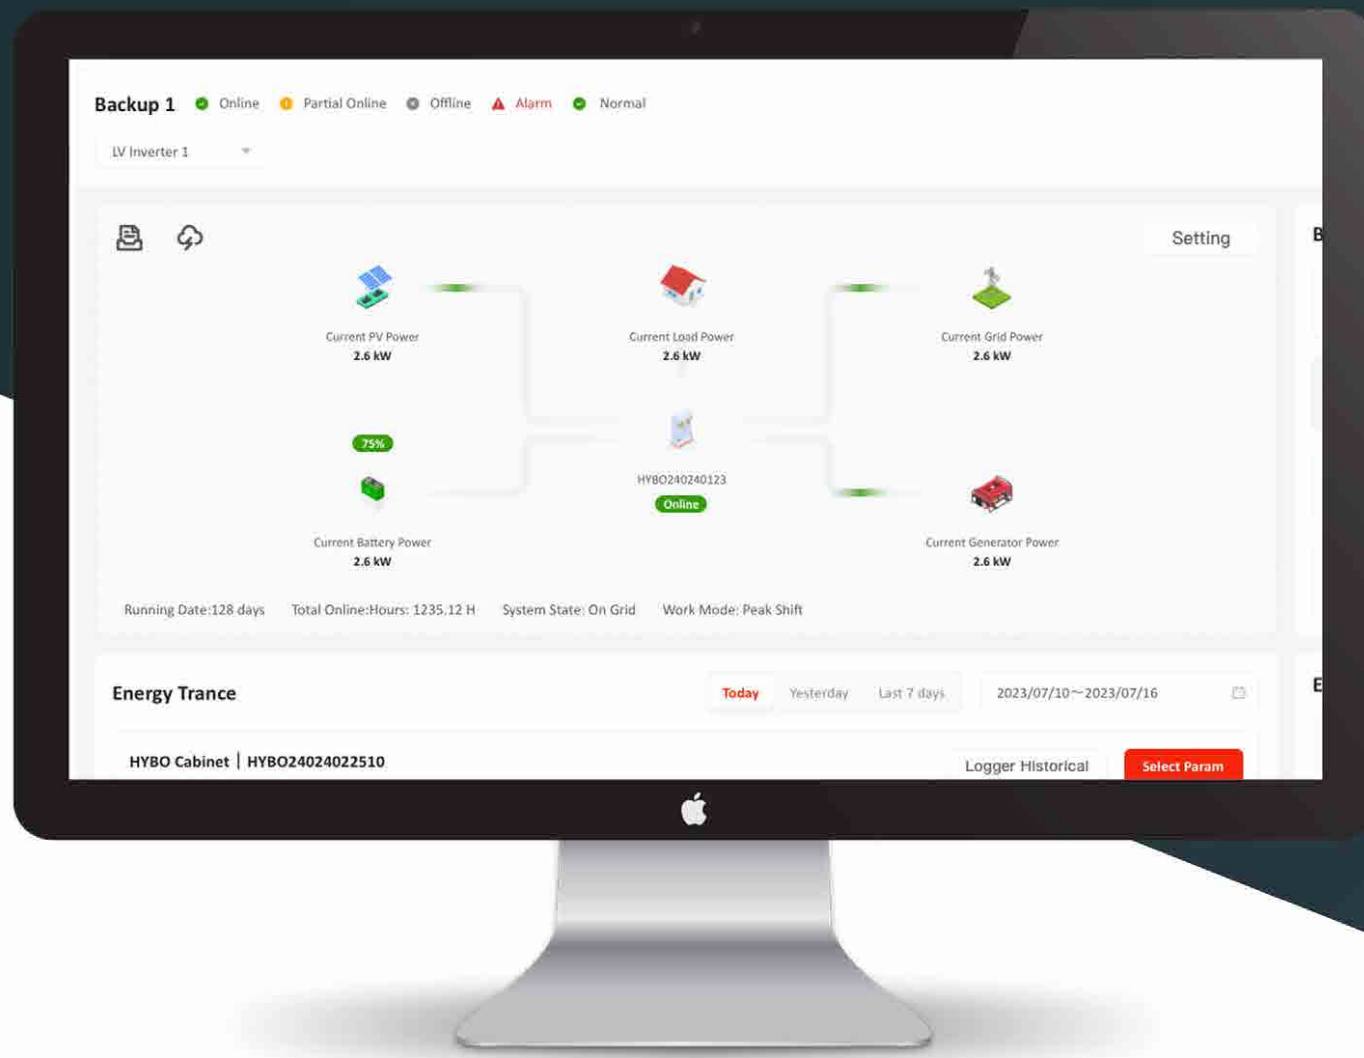 Backup 1 Online Partial Online Offline Alarm Normal
LV Inverter 1
Setting
B
Current PV Power
2.6 kW
Current Load Power
2.6 kW
Current Grid Power
2.6 kW
75%
HYBO240240123
Online
Current Battery Power
2.6 kW
Current Generator Power
2.6 kW
Running Date:128 days Total Online:Hours: 1235.12 H System State: On Grid Work Mode: Peak Shift
Energy Trance Today Yesterday Last 7 days 2023/07/10～2023/07/16
E
HYBO Cabinet | HYBO24024022510 Logger Historical Select Param